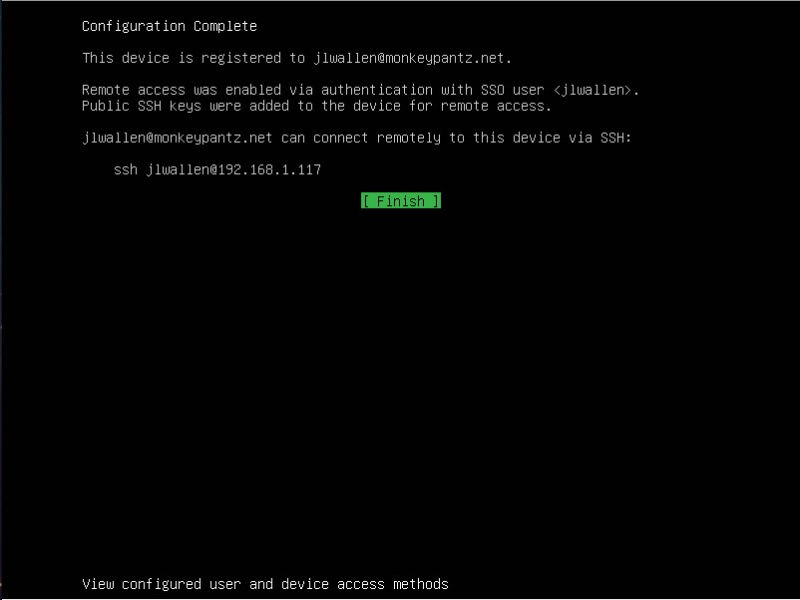 Configuration Complete
This device is registered to jlwallen@monkeypantz.net.
Remote access was enabled via authentication with SSO user <jlwallen>.
Public SSH keys were added to the device for remote access.
jlwallen@monkeypantz.net can connect remotely to this device via SSH:
ssh jlwallen@192.168.1.117
[ Finish ]
View configured user and device access methods